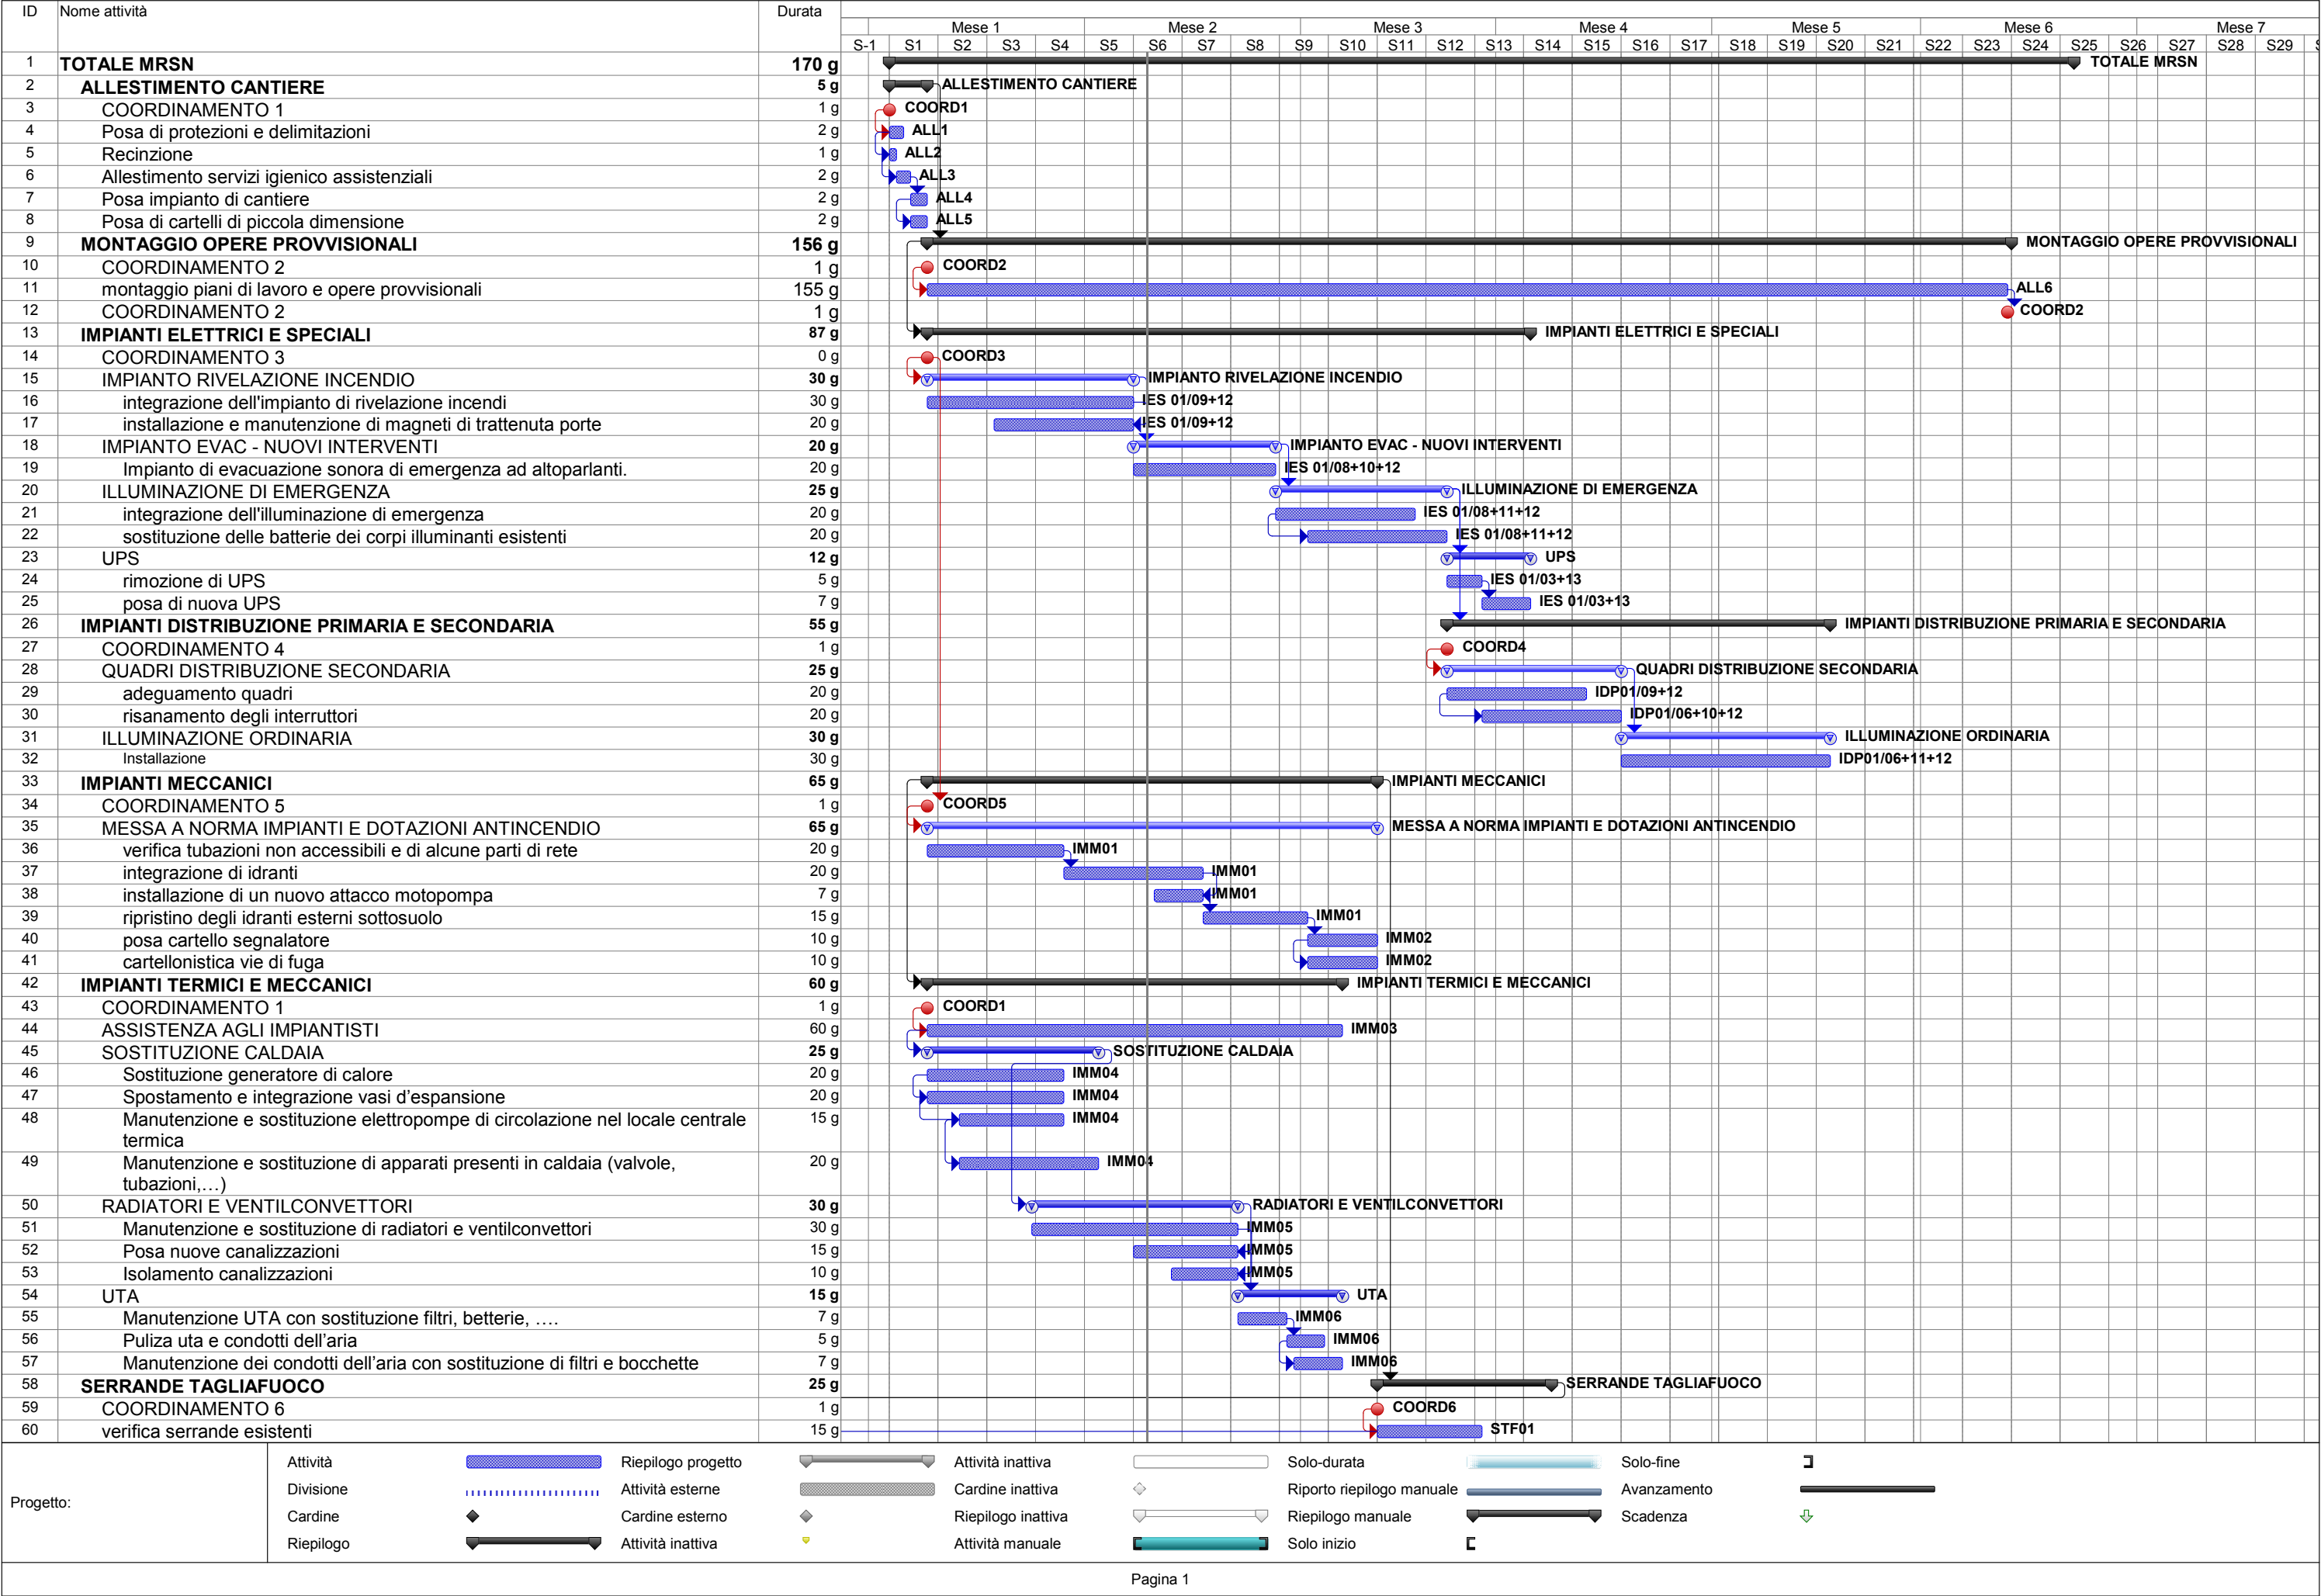 ID Nome attività Durata
Mese 1 Mese 2 Mese 3 Mese 4 Mese 5 Mese 6 Mese 7
S-1 S1 S2 S3 S4 S5 S6 S7 S8 S9 S10 S11 S12 S13 S14 S15 S16 S17 S18 S19 S20 S21 S22 S23 S24 S25 S26 S27 S28 S29
1 TOTALE MRSN 170 g TOTALE MRSN
2 ALLESTIMENTO CANTIERE 5 g ALLESTIMENTO CANTIERE
3 COORDINAMENTO 1 1 g COORD1
4 Posa di protezioni e delimitazioni 2 g ALL1
5 Recinzione 1 g ALL2
6 Allestimento servizi igienico assistenziali 2 g ALL3
7 Posa impianto di cantiere 2 g ALL4
8 Posa di cartelli di piccola dimensione 2 g ALL5
9 MONTAGGIO OPERE PROVVISIONALI 156 g MONTAGGIO OPERE PROVVISIONALI
10 COORDINAMENTO 2 1 g COORD2
11 montaggio piani di lavoro e opere provvisionali 155 g ALL6
12 COORDINAMENTO 2 1 g COORD2
13 IMPIANTI ELETTRICI E SPECIALI 87 g IMPIANTI ELETTRICI E SPECIALI
14 COORDINAMENTO 3 0 g COORD3
15 IMPIANTO RIVELAZIONE INCENDIO 30 g IMPIANTO RIVELAZIONE INCENDIO
16 integrazione dell'impianto di rivelazione incendi 30 g IES 01/09+12
17 installazione e manutenzione di magneti di trattenuta porte 20 g IES 01/09+12
18 IMPIANTO EVAC - NUOVI INTERVENTI 20 g IMPIANTO EVAC - NUOVI INTERVENTI
19 Impianto di evacuazione sonora di emergenza ad altoparlanti. 20 g IES 01/08+10+12
20 ILLUMINAZIONE DI EMERGENZA 25 g ILLUMINAZIONE DI EMERGENZA
21 integrazione dell'illuminazione di emergenza 20 g IES 01/08+11+12
22 sostituzione delle batterie dei corpi illuminanti esistenti 20 g IES 01/08+11+12
23 UPS 12 g UPS
24 rimozione di UPS 5 g IES 01/03+13
25 posa di nuova UPS 7 g IES 01/03+13
26 IMPIANTI DISTRIBUZIONE PRIMARIA E SECONDARIA 55 g IMPIANTI DISTRIBUZIONE PRIMARIA E SECONDARIA
27 COORDINAMENTO 4 1 g COORD4
28 QUADRI DISTRIBUZIONE SECONDARIA 25 g QUADRI DISTRIBUZIONE SECONDARIA
29 adeguamento quadri 20 g IDP01/09+12
30 risanamento degli interruttori 20 g IDP01/06+10+12
31 ILLUMINAZIONE ORDINARIA 30 g ILLUMINAZIONE ORDINARIA
32 Installazione 30 g IDP01/06+11+12
33 IMPIANTI MECCANICI 65 g IMPIANTI MECCANICI
34 COORDINAMENTO 5 1 g COORD5
35 MESSA A NORMA IMPIANTI E DOTAZIONI ANTINCENDIO 65 g MESSA A NORMA IMPIANTI E DOTAZIONI ANTINCENDIO
36 verifica tubazioni non accessibili e di alcune parti di rete 20 g IMM01
37 integrazione di idranti 20 g IMM01
38 installazione di un nuovo attacco motopompa 7 g IMM01
39 ripristino degli idranti esterni sottosuolo 15 g IMM01
40 posa cartello segnalatore 10 g IMM02
41 cartellonistica vie di fuga 10 g IMM02
42 IMPIANTI TERMICI E MECCANICI 60 g IMPIANTI TERMICI E MECCANICI
43 COORDINAMENTO 1 1 g COORD1
44 ASSISTENZA AGLI IMPIANTISTI 60 g IMM03
45 SOSTITUZIONE CALDAIA 25 g SOSTITUZIONE CALDAIA
46 Sostituzione generatore di calore 20 g IMM04
47 Spostamento e integrazione vasi d'espansione 20 g IMM04
48 Manutenzione e sostituzione elettropompe di circolazione nel locale centrale 15 g IMM04
termica
49 Manutenzione e sostituzione di apparati presenti in caldaia (valvole, 20 g IMM04
tubazioni,…)
50 RADIATORI E VENTILCONVETTORI 30 g RADIATORI E VENTILCONVETTORI
51 Manutenzione e sostituzione di radiatori e ventilconvettori 30 g IMM05
52 Posa nuove canalizzazioni 15 g IMM05
53 Isolamento canalizzazioni 10 g IMM05
54 UTA 15 g UTA
55 Manutenzione UTA con sostituzione filtri, betterie, …. 7 g IMM06
56 Puliza uta e condotti dell'aria 5 g IMM06
57 Manutenzione dei condotti dell'aria con sostituzione di filtri e bocchette 7 g IMM06
58 SERRANDE TAGLIAFUOCO 25 g SERRANDE TAGLIAFUOCO
59 COORDINAMENTO 6 1 g COORD6
60 verifica serrande esistenti 15 g STF01
Progetto:
Attività Riepilogo progetto Attività inattiva Solo-durata Solo-fine
Divisione Attività esterne Cardine inattiva Riporto riepilogo manuale Avanzamento
Cardine Cardine esterno Riepilogo inattiva Riepilogo manuale Scadenza
Riepilogo Attività inattiva Attività manuale Solo inizio
Pagina 1